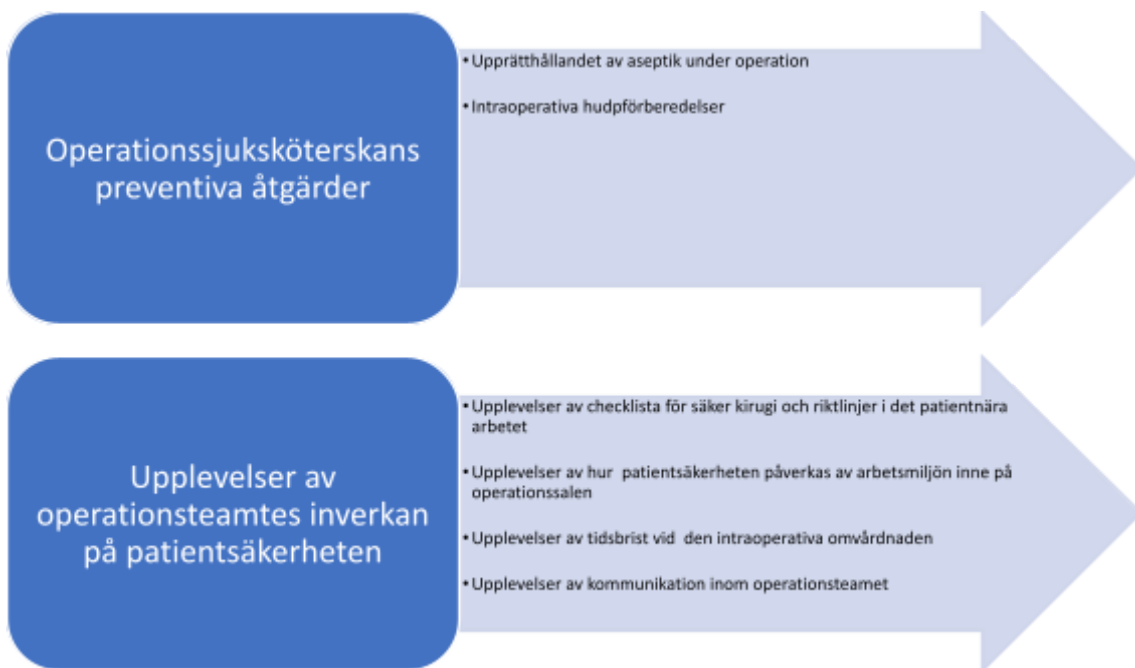 Operationssjuksköterskans
preventiva åtgärder
• Upprätthållandet av aseptik under operation
• Intraoperativa hudpförberedelser
Upplevelser av
operationsteamtes inverkan
på patientsäkerheten
• Upplevelser av checklista för säker kirugi och riktlinjer i det patientnära
arbetet
• Upplevelser av hur patientsäkerheten påverkas av arbetsmiljön inne på
operationssalen
• Upplevelser av tidsbrist vid den intraoperativa omvårdnaden
• Upplevelser av kommunikation inom operationsteamet